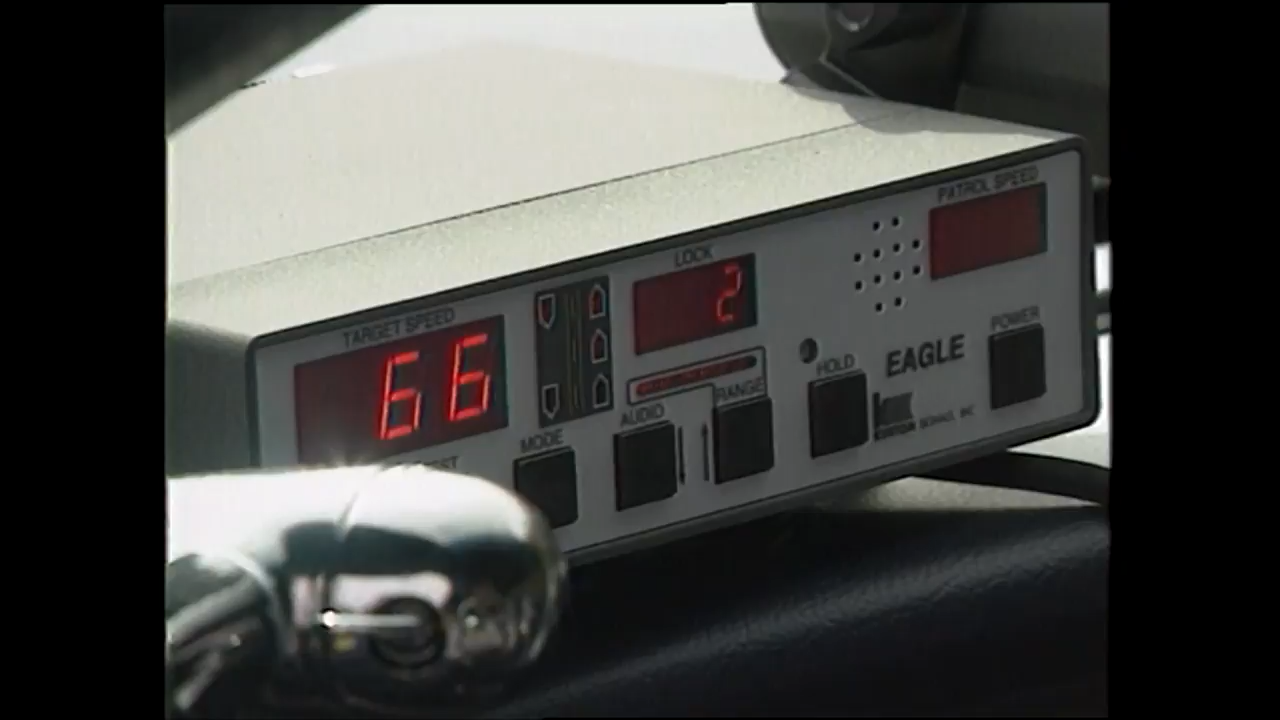 PATROL SPEED
LOCK
TARGET SPEED
66
2
POWER
EAGLE
HOLD
RANGE
AUDIO
MODE